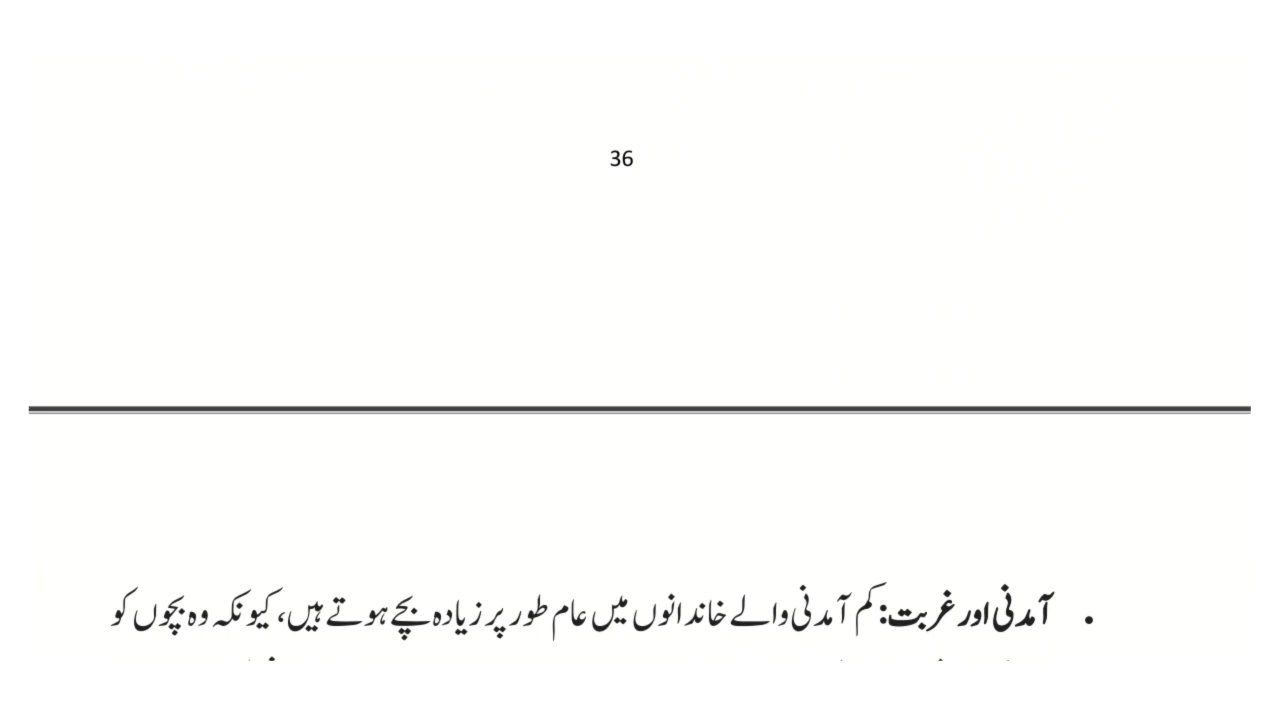 36
• آمدنی اور غربت: کم آمدنی والے خاندانوں میں عام طور پر زیادہ بچے ہوتے ہیں، کیونکہ وہ بچوں کو